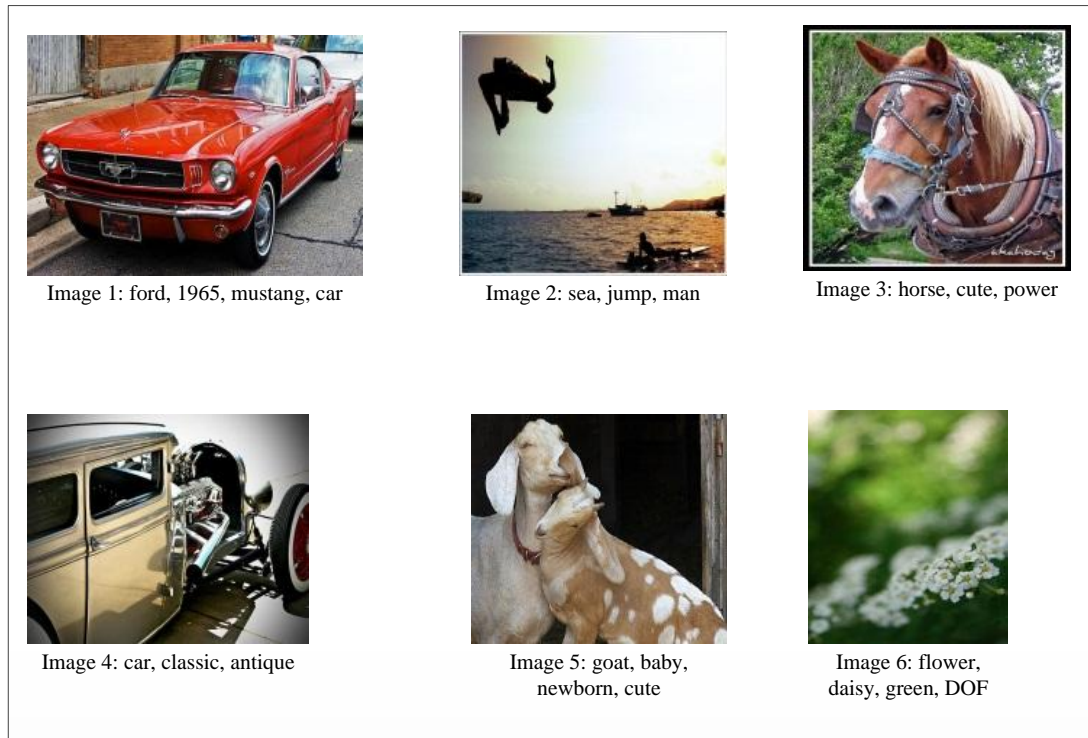 akahodag
Image 1: ford, 1965, mustang, car
Image 2: sea, jump, man
Image 3: horse, cute, power
Image 4: car, classic, antique
Image 5: goat, baby,
newborn, cute
Image 6: flower,
daisy, green, DOF